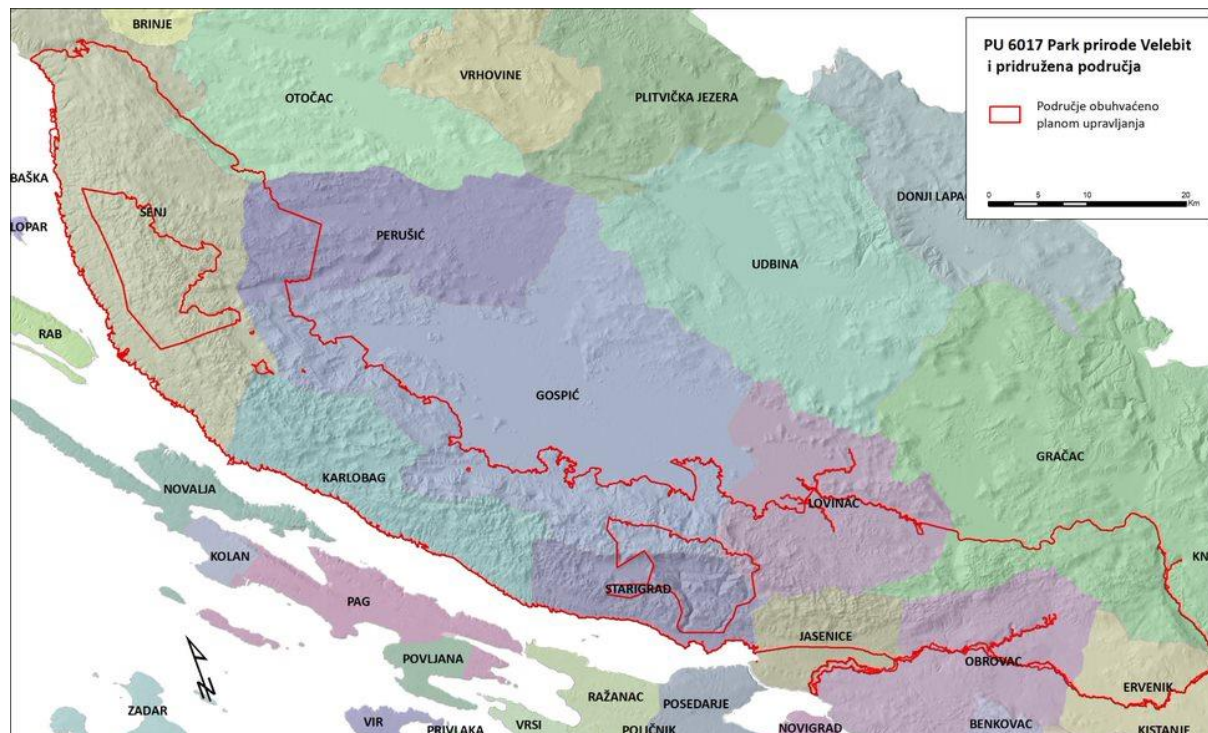 BRINJE
PU 6017 Park prirode Velebit
i pridružena područja
Područje obuhvaćeno
planom upravljanja
0 5 10 20
Km
VRHOVINE
OTOČAC
PLITVIČKA JEZERA
BAŠKA
DONJI LAPAC
SENJ
LOPAR
PERUŠIĆ
UDBINA
RAB
GOSPIĆ
GRAČAC
KARLOBAG
NOVALJA
LOVINAC
KOLAN
KN
STARIGRAD
PAG
JASENICE
POVLJANA
OBROVAC
ERVENIK
RAŽANAC
POSEDARJE
ZADAR
VIR
PRIVLAKA
VRSI
POLIČNIK
NOVIGRAD
BENKOVAC
KISTANJE
N